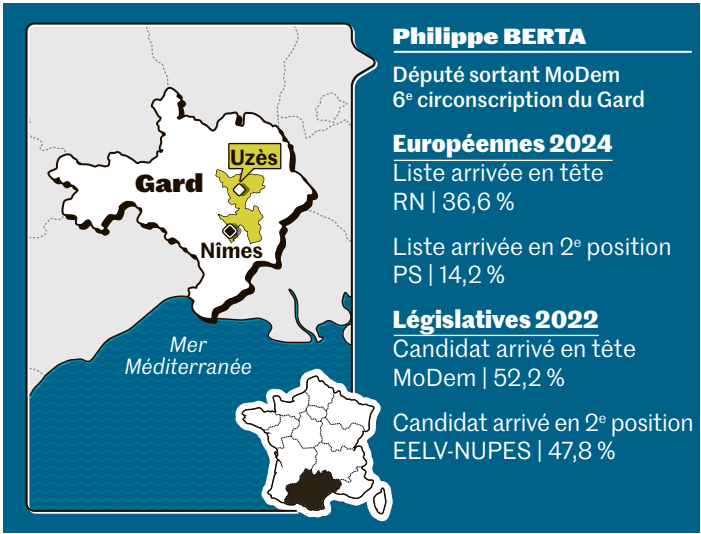 Philippe BERTA
Député sortant MoDem
6e circonscription du Gard
Européennes 2024
Liste arrivée en tête
RN | 36,6 %
Liste arrivée en 2e position
PS | 14,2 %
Législatives 2022
Candidat arrivé en tête
MoDem | 52,2 %
Candidat arrivé en 2e position
EELV-NUPES | 47,8 %
Uzès
Gard
Nîmes
Mer
Méditerranée